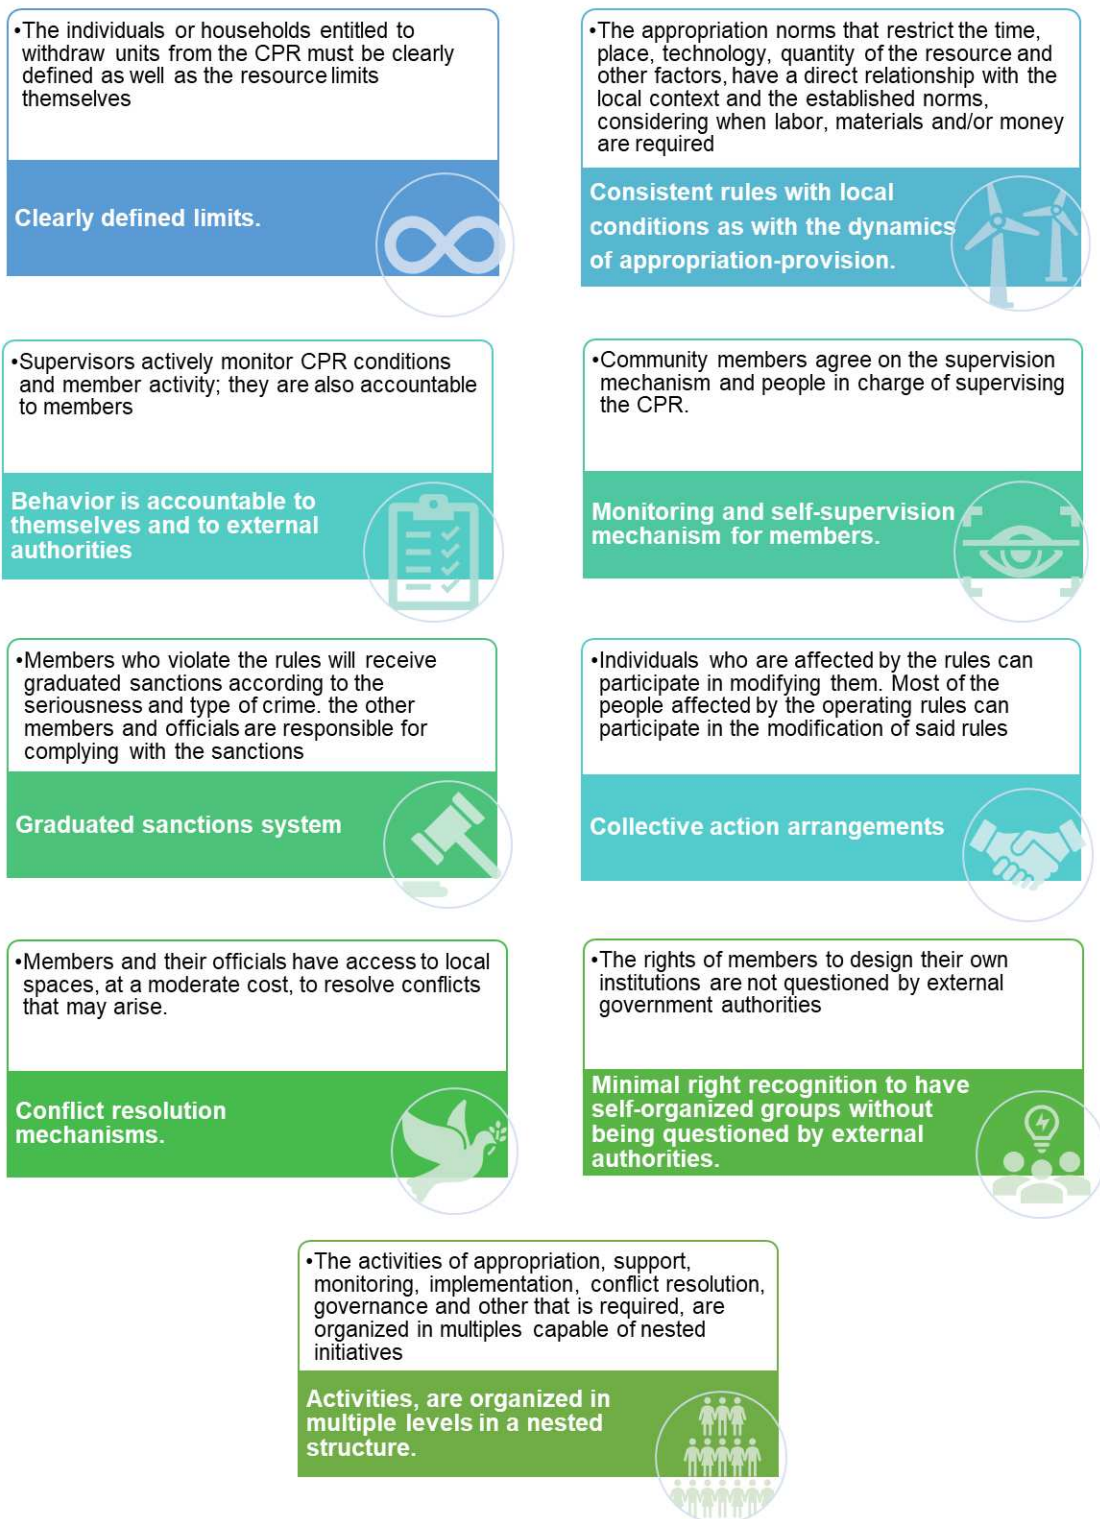 •The individuals or households entitled to
withdraw units from the CPR must be clearly
defined as well as the resource limits
themselves
Clearly defined limits.
•The appropriation norms that restrict the time,
place, technology, quantity of the resource and
other factors, have a direct relationship with the
local context and the established norms,
considering when labor, materials and/or money
are required
Consistent rules with local
conditions as with the dynamics
of appropriation-provision.
•Supervisors actively monitor CPR conditions
and member activity; they are also accountable
to members
Behavior is accountable to
themselves and to external
authorities
•Community members agree on the supervision
mechanism and people in charge of supervising
the CPR.
Monitoring and self-supervision
mechanism for members.
•Members who violate the rules will receive
graduated sanctions according to the
seriousness and type of crime. the other
members and officials are responsible for
complying with the sanctions
Graduated sanctions system
•Individuals who are affected by the rules can
participate in modifying them. Most of the
people affected by the operating rules can
participate in the modification of said rules
Collective action arrangements
•Members and their officials have access to local
spaces, at a moderate cost, to resolve conflicts
that may arise.
Conflict resolution
mechanisms.
•The rights of members to design their own
institutions are not questioned by external
government authorities
Minimal right recognition to have
self-organized groups without
being questioned by external
authorities.
•The activities of appropriation, support,
monitoring, implementation, conflict resolution,
governance and other that is required, are
organized in multiples capable of nested
initiatives
Activities, are organized in
multiple levels in a nested
structure.